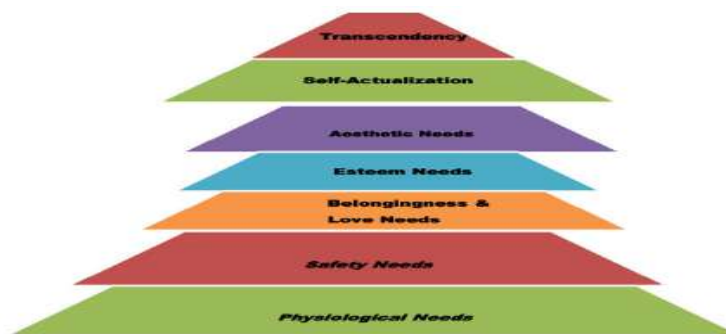 Transcendency
Self-Actualization
Aesthetic Needs
Esteem Needs
Belongingness &
Love Needs
Safety Needs
Physiological Needs